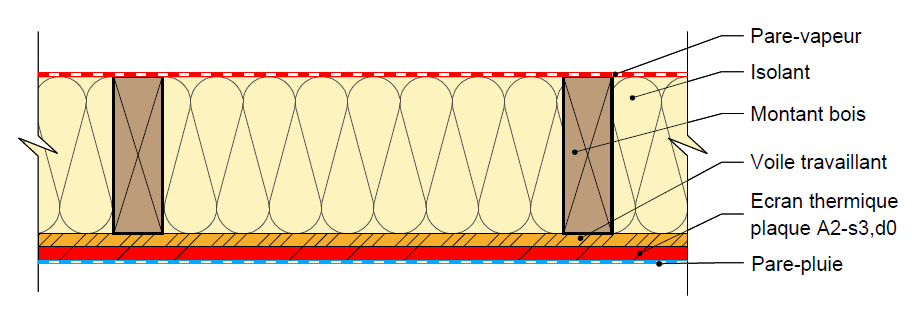 Pare-vapeur
Isolant
Montant bois
Voile travaillant
Ecran thermique
plaque A2-s3,d0
Pare-pluie